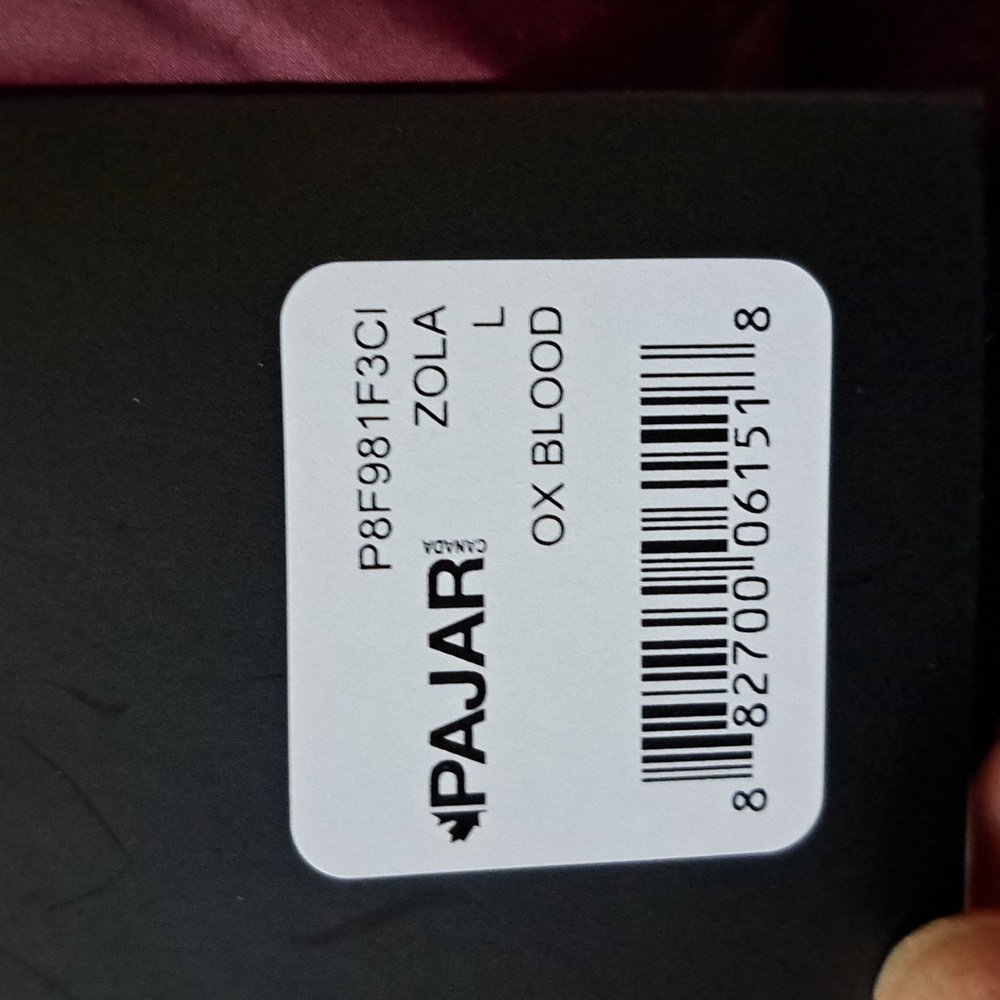 P8F981F3CI
PAJAR
CANADA
ZOLA
L
OX BLOOD
8 82700 06151 8